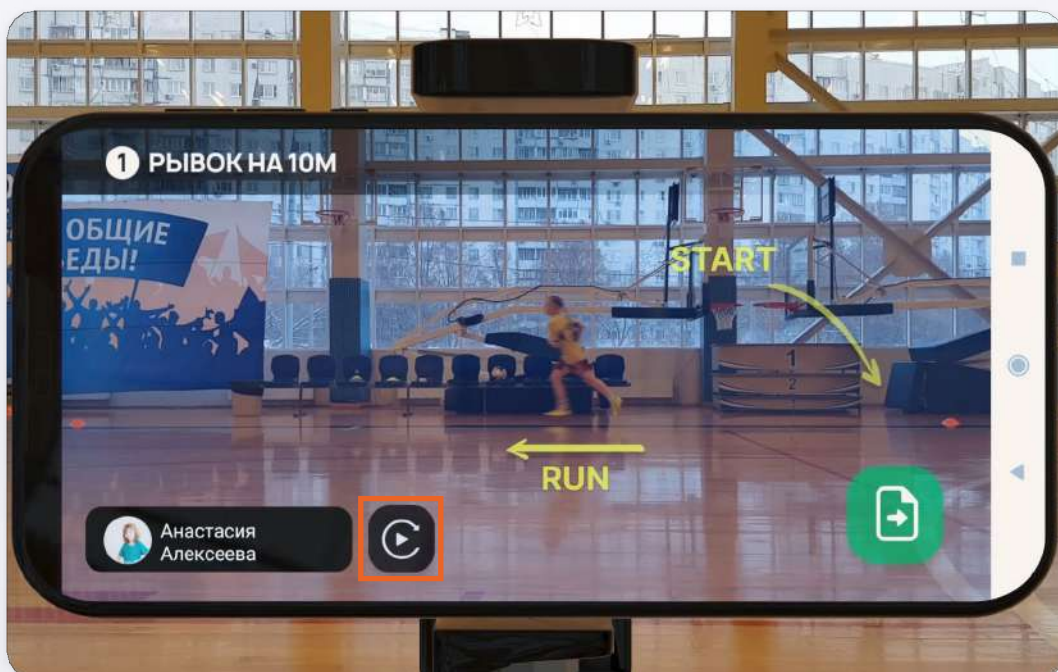 1 РЫВОК НА 10М
ОБЩИЕ
ЕДЫ!
START
1
2
RUN
Анастасия
Алексеева